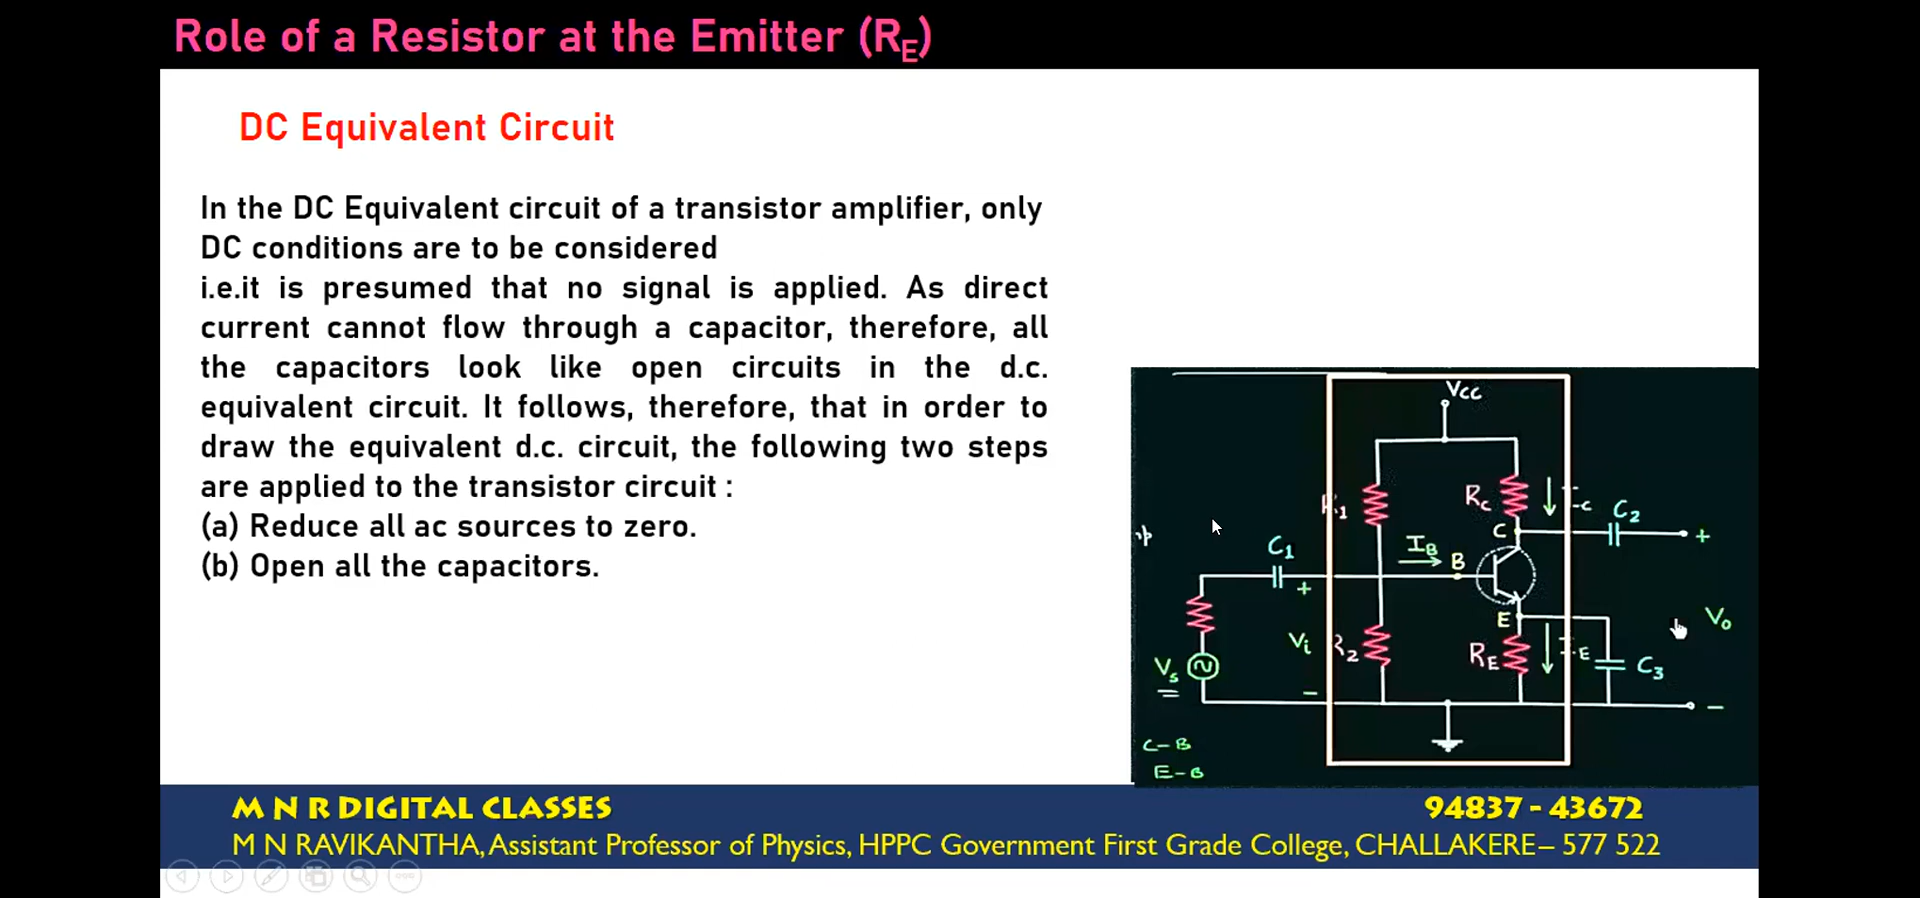 Role of a Resistor at the Emitter (RE)
DC Equivalent Circuit
In the DC Equivalent circuit of a transistor amplifier, only
DC conditions are to be considered
i.e.it is presumed that no signal is applied. As direct
current cannot flow through a capacitor, therefore, all
the capacitors look like open circuits in the d.c.
equivalent circuit. It follows, therefore, that in order to
draw the equivalent d.c. circuit, the following two steps
are applied to the transistor circuit :
(a) Reduce all ac sources to zero.
(b) Open all the capacitors.
Vcc
R1
Rc
C
C2
+
C1
IB
B
+
E
Vo
Vi
R2
RE
C3
Vs
-
-
C-B
E-B
M N R DIGITAL CLASSES
94837 - 43672
M N RAVIKANTHA, Assistant Professor of Physics, HPPC Government First Grade College, CHALLAKERE– 577 522